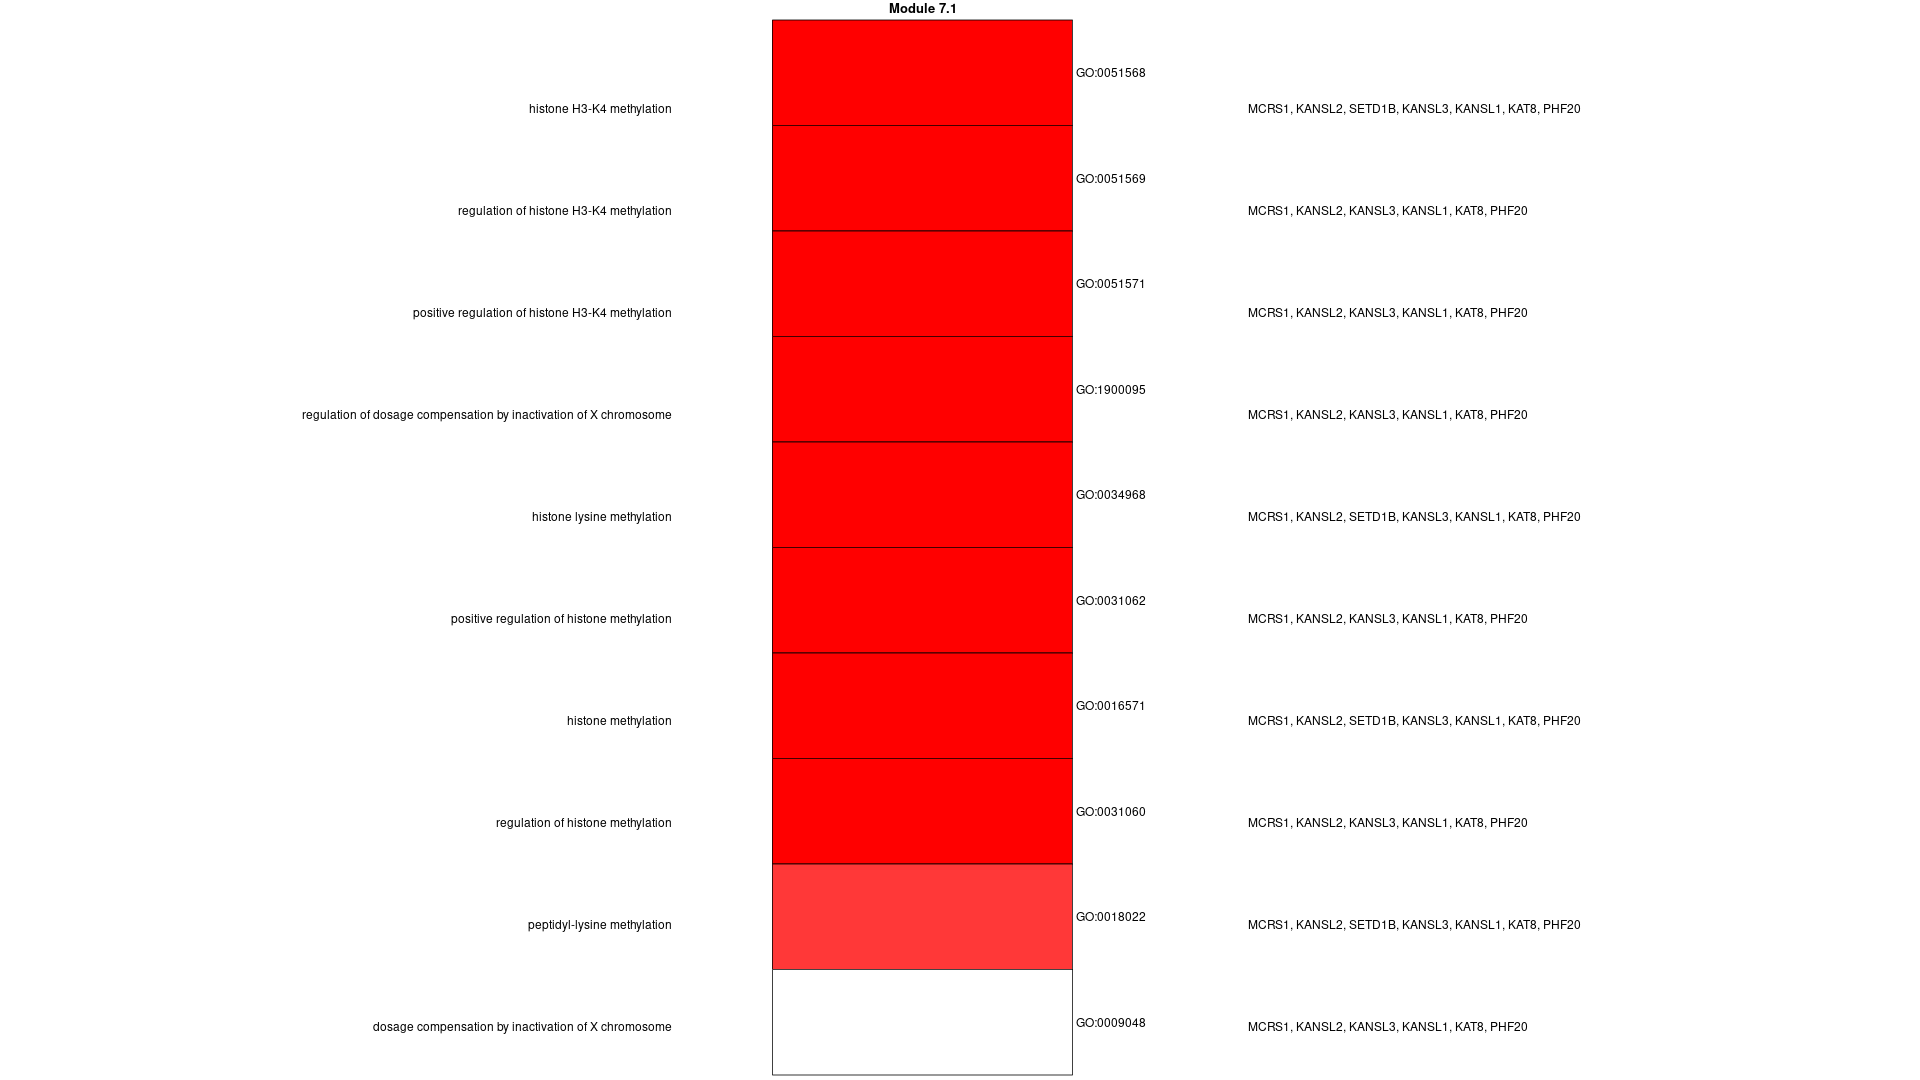 Module 7.1
GO:0051568
histone H3-K4 methylation MCRS1, KANSL2, SETD1B, KANSL3, KANSL1, KAT8, PHF20
GO:0051569
regulation of histone H3-K4 methylation MCRS1, KANSL2, KANSL3, KANSL1, KAT8, PHF20
GO:0051571
positive regulation of histone H3-K4 methylation MCRS1, KANSL2, KANSL3, KANSL1, KAT8, PHF20
GO:1900095
regulation of dosage compensation by inactivation of X chromosome MCRS1, KANSL2, KANSL3, KANSL1, KAT8, PHF20
GO:0034968
histone lysine methylation MCRS1, KANSL2, SETD1B, KANSL3, KANSL1, KAT8, PHF20
GO:0031062
positive regulation of histone methylation MCRS1, KANSL2, KANSL3, KANSL1, KAT8, PHF20
GO:0016571
histone methylation MCRS1, KANSL2, SETD1B, KANSL3, KANSL1, KAT8, PHF20
GO:0031060
regulation of histone methylation MCRS1, KANSL2, KANSL3, KANSL1, KAT8, PHF20
GO:0018022
peptidyl-lysine methylation MCRS1, KANSL2, SETD1B, KANSL3, KANSL1, KAT8, PHF20
GO:0009048
dosage compensation by inactivation of X chromosome MCRS1, KANSL2, KANSL3, KANSL1, KAT8, PHF20